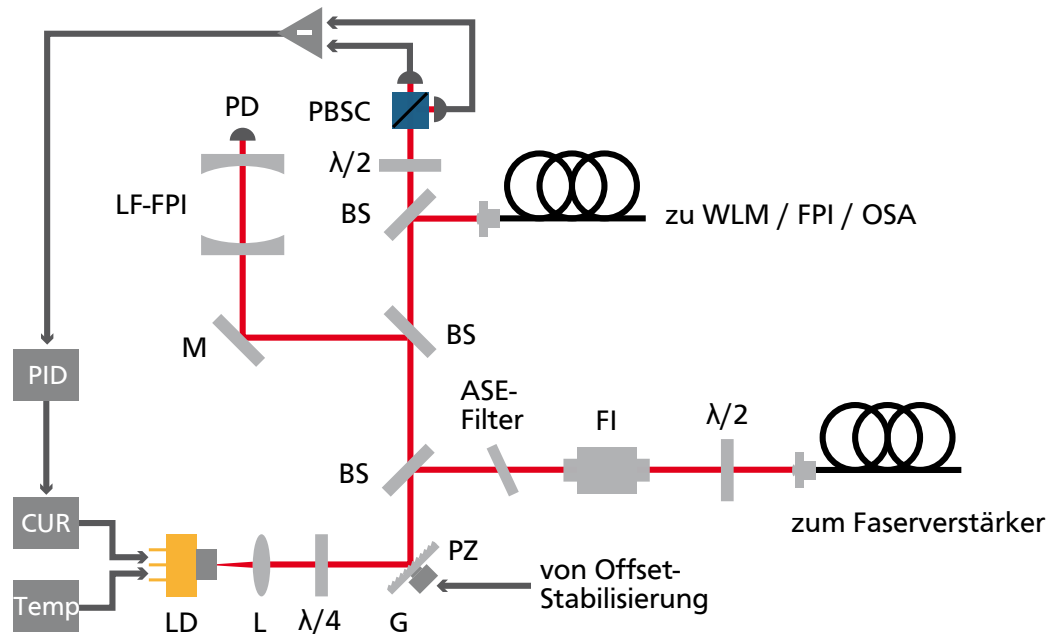 PD
PBSC
λ/2
LF-FPI
BS
zu WLM / FPI / OSA
M
BS
PID
ASE-
Filter
FI
λ/2
BS
CUR
zum Faserverstärker
PZ
von Offset-
Stabilisierung
Temp
LD
L
λ/4
G